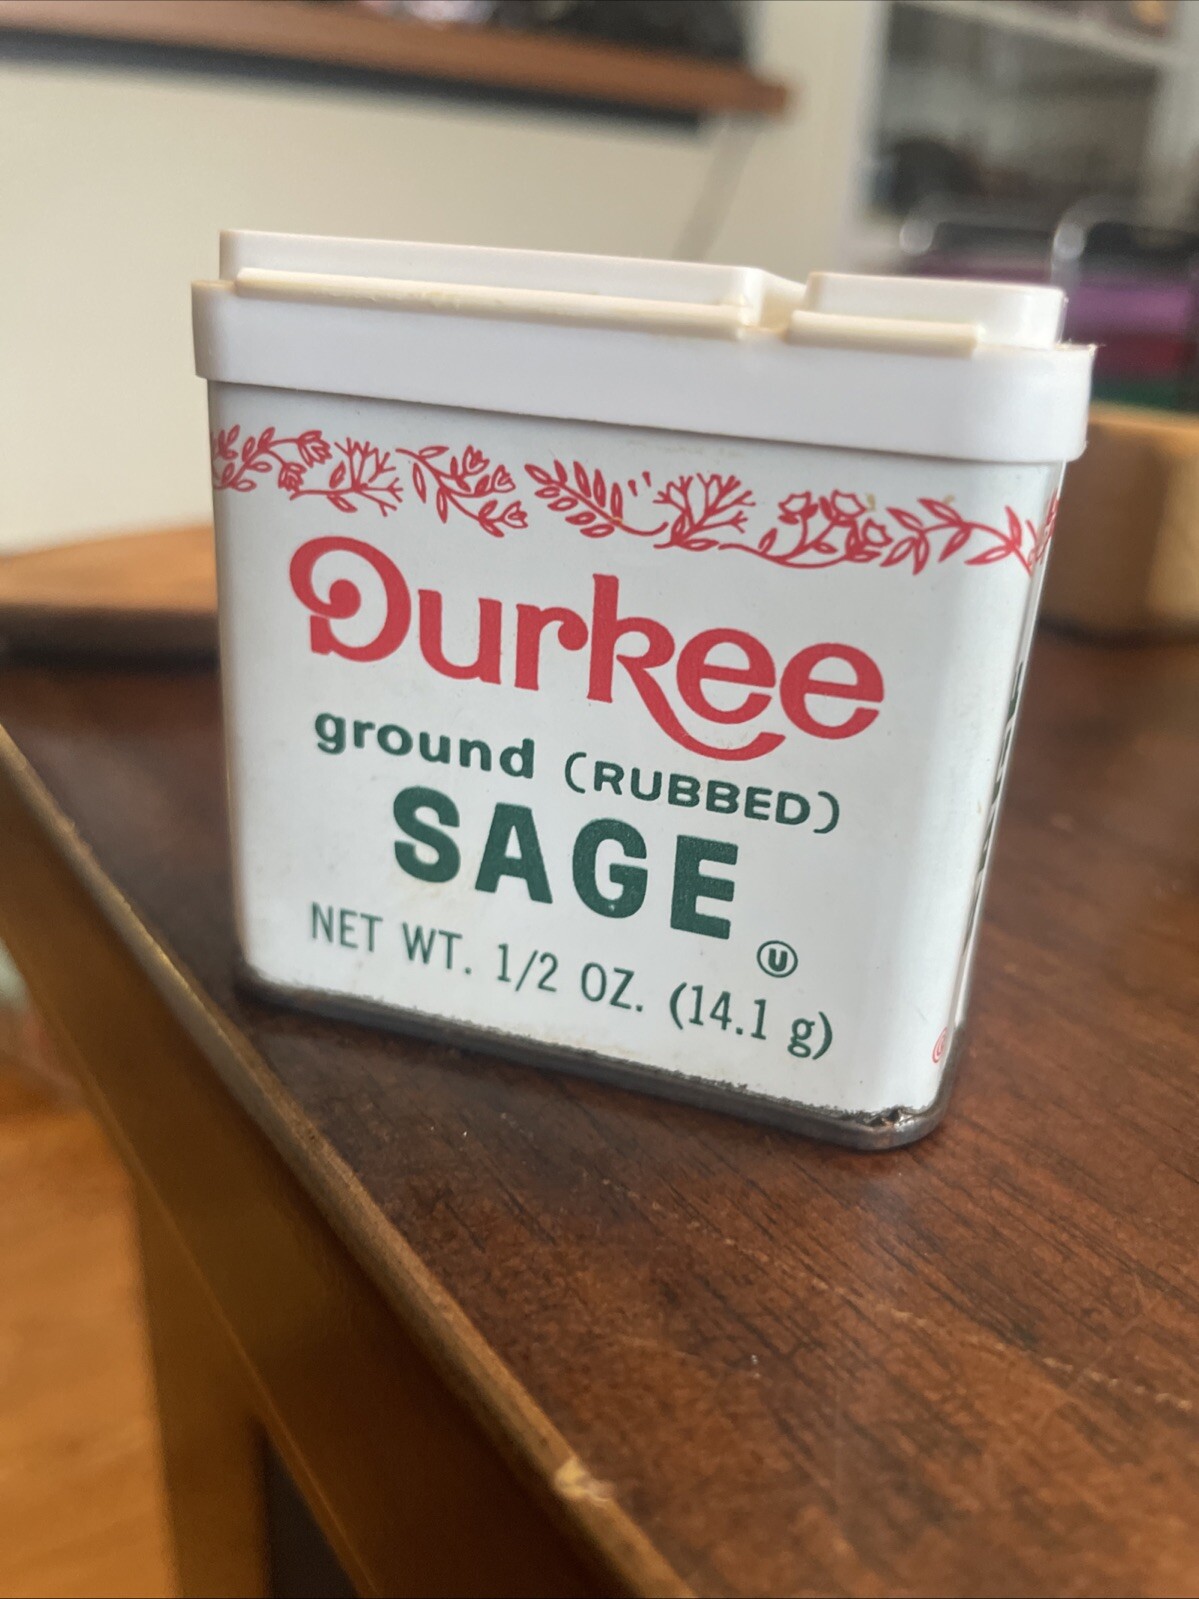 Durkee
ground (RUBBED)
SAGE
U
NET WT. 1/2 OZ. (14.1 g)